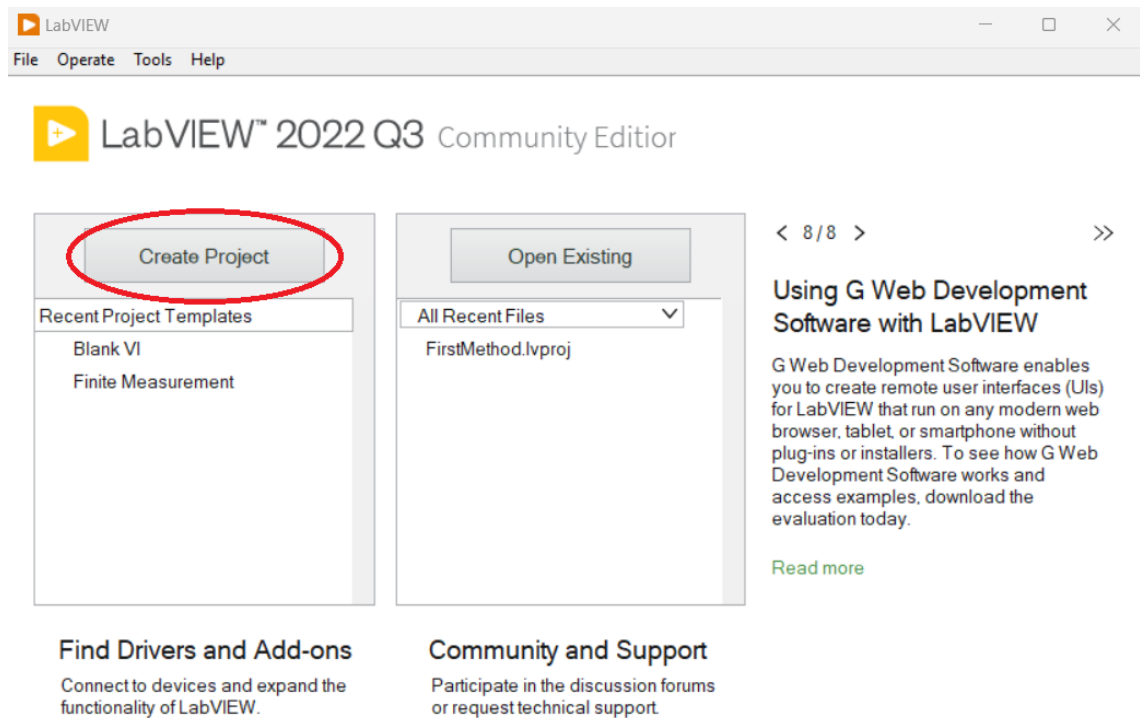 LabVIEW
File Operate Tools Help
LabVIEW™ 2022 Q3 Community Editior
Create Project
Recent Project Templates
Blank VI
Finite Measurement
Open Existing
All Recent Files
FirstMethod.lvproj
8/8
Using G Web Development
Software with LabVIEW
G Web Development Software enables
you to create remote user interfaces (UIs)
for LabVIEW that run on any modern web
browser, tablet, or smartphone without
plug-ins or installers. To see how G Web
Development Software works and
access examples, download the
evaluation today.
Read more
Find Drivers and Add-ons
Connect to devices and expand the
functionality of LabVIEW.
Community and Support
Participate in the discussion forums
or request technical support.